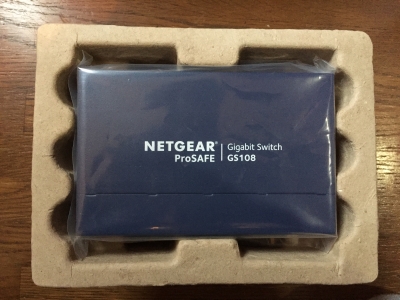 NETGEAR® | Gigabit Switch
ProSAFE | GS108